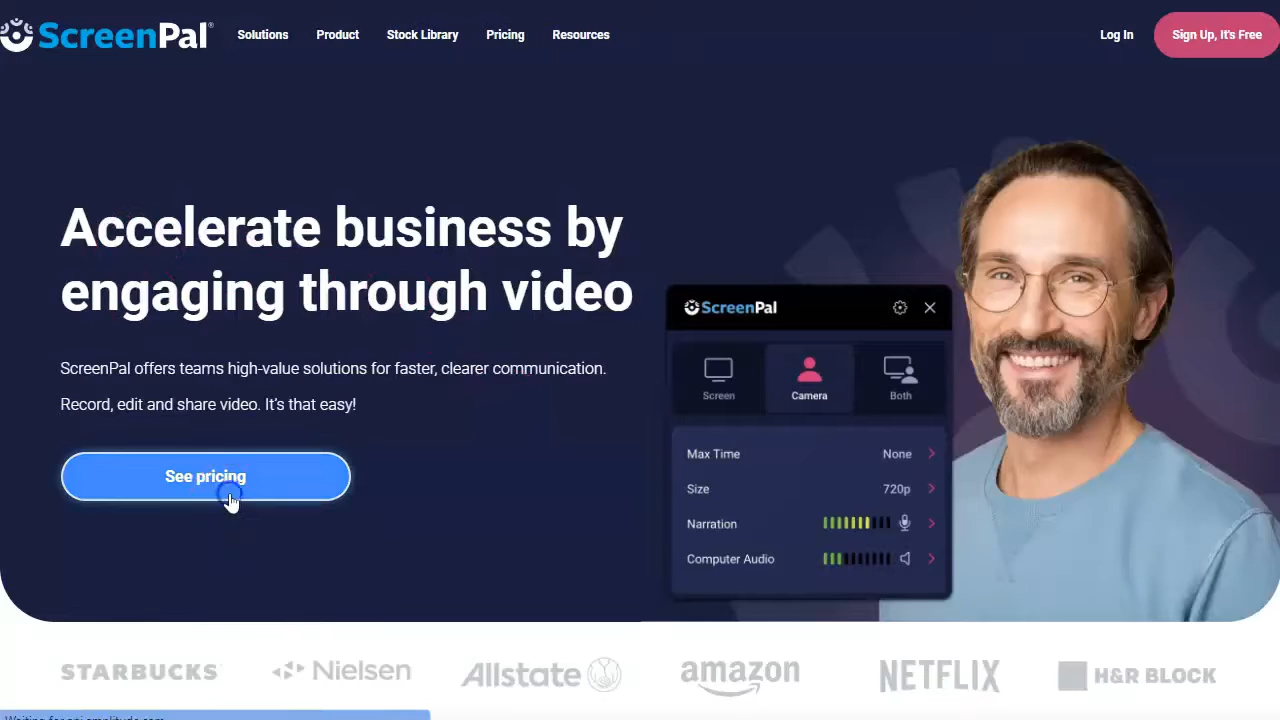 ScreenPal®
Solutions
Product
Stock Library
Pricing
Resources
Log In
Sign Up, It's Free
Accelerate business by
engaging through video
ScreenPal offers teams high-value solutions for faster, clearer communication.
Record, edit and share video. It's that easy!
See pricing
ScreenPal
Screen
Camera
Both
Max Time None
Size 720p
Narration
Computer Audio
STARBUCKS
Nielsen
Allstate
amazon
NETFLIX
H&R BLOCK